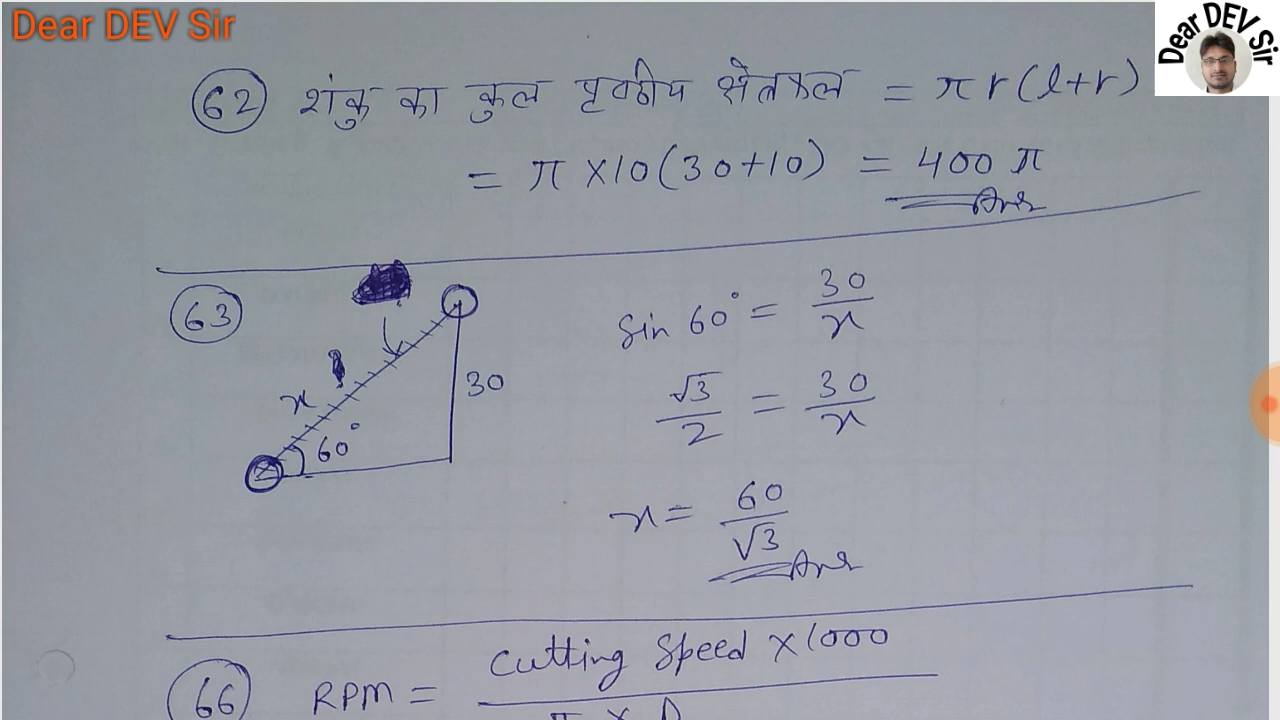 Dear DEV Sir
Dear DEV Sir
62 शंकु का कुल पृष्ठीय क्षेत्रफल = πr(l+r)
= π×10(30+10) = 400 π
Ans
63
30
x
60°
sin 60° = 30/x
√3/2 = 30/x
x = 60/√3
Ans
66 RPM = Cutting Speed × 1000
π × D